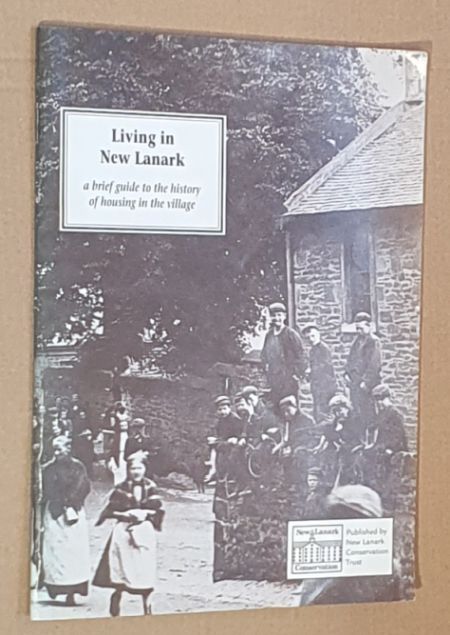 Living in
New Lanark
a brief guide to the history
of housing in the village
New Lanark
Conservation
Published by
New Lanark
Conservation
Trust